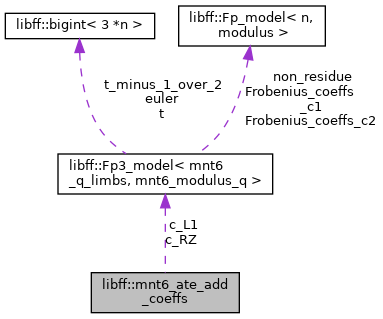 libff::bigint< 3 *n >
libff::Fp_model< n,
modulus >
t_minus_1_over_2
euler
t
non_residue
Frobenius_coeffs
_c1
Frobenius_coeffs_c2
libff::Fp3_model< mnt6
_q_limbs, mnt6_modulus_q >
c_L1
c_RZ
libff::mnt6_ate_add
_coeffs